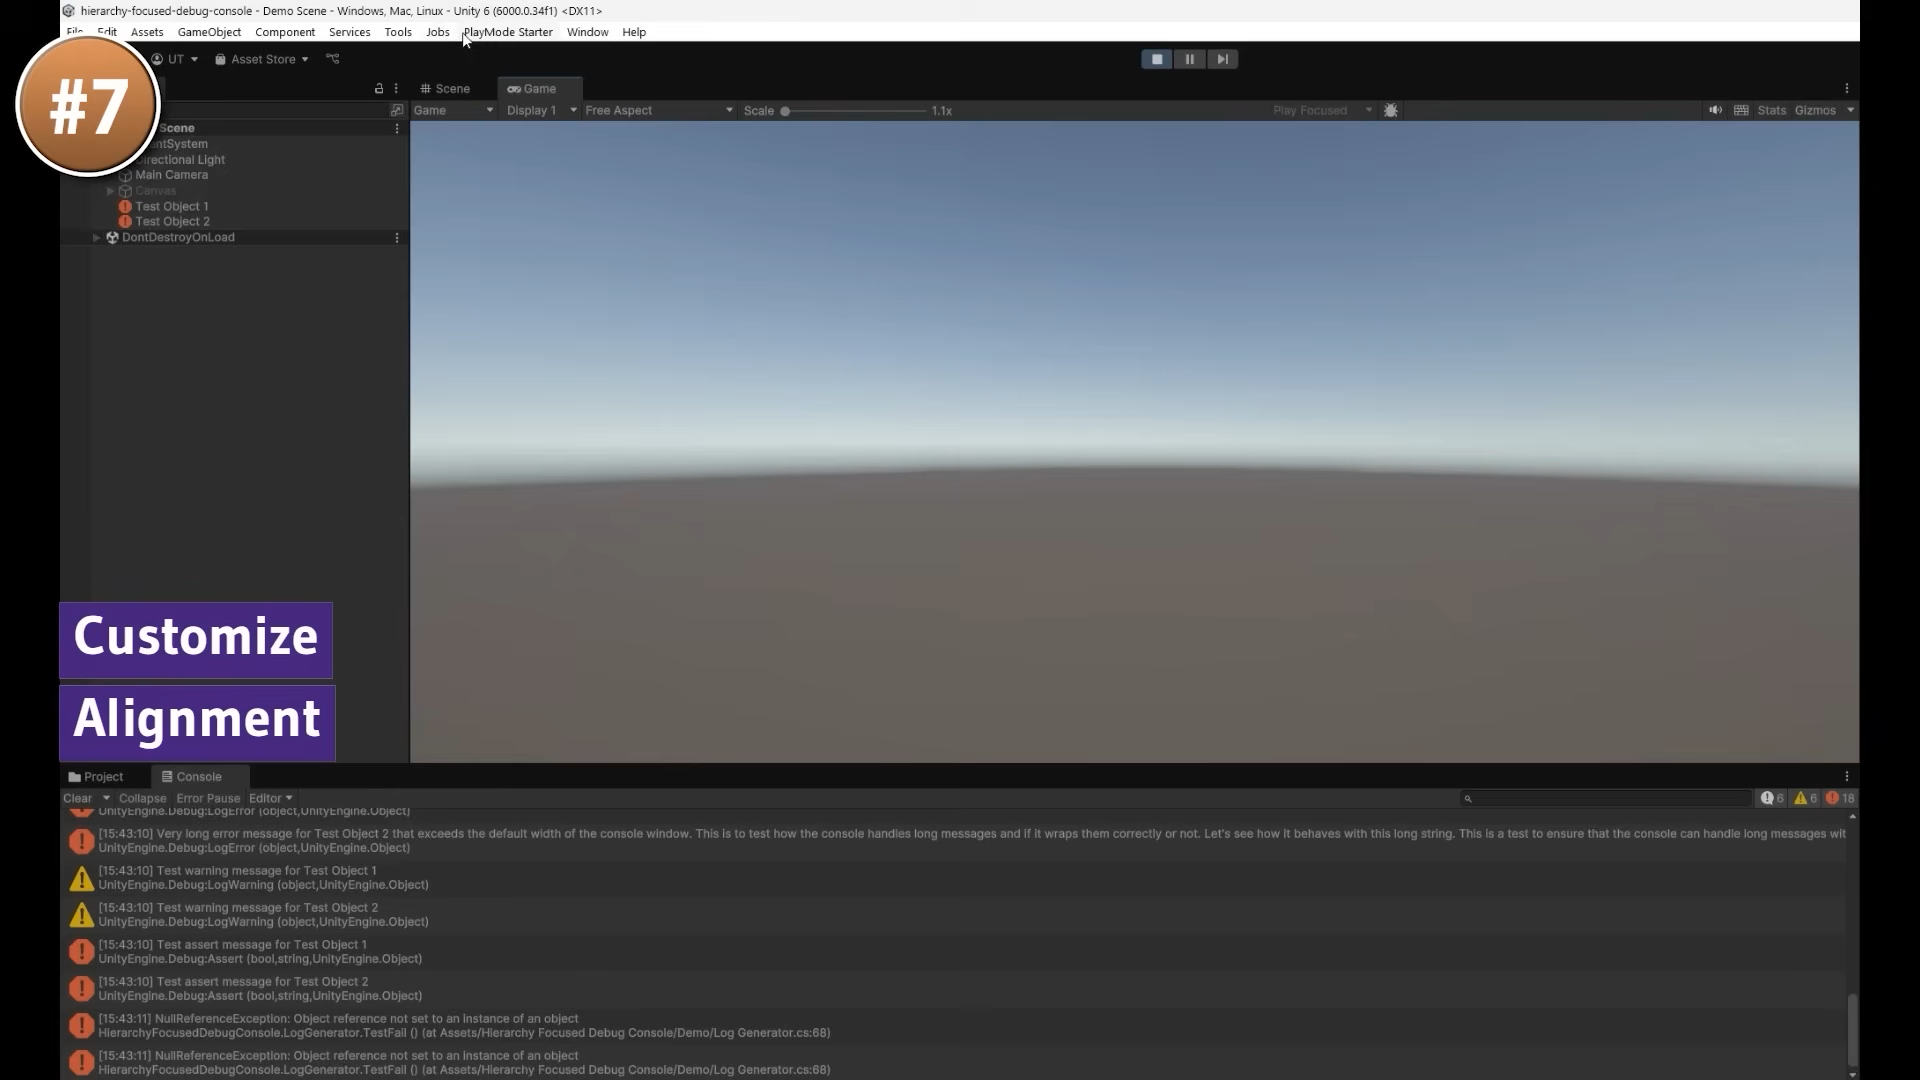 hierarchy-focused-debug-console - Demo Scene - Windows, Mac, Linux - Unity 6 (6000.0.34f1) <DX11>
File Edit Assets GameObject Component Services Tools Jobs PlayMode Starter Window Help
#7
UT Asset Store
Scene Game
Game Display 1 Free Aspect Scale 1.1x Play Focused Stats Gizmos
Scene
Directional Light
Main Camera
Canvas
Test Object 1
Test Object 2
DontDestroyOnLoad
Customize
Alignment
Project Console
Clear Collapse Error Pause Editor 6 6 18
UnityEngine.Debug:LogError (object,UnityEngine.Object)
[15:43:10] Very long error message for Test Object 2 that exceeds the default width of the console window. This is to test how the console handles long messages and if it wraps them correctly or not. Let's see how it behaves with this long string. This is a test to ensure that the console can handle long messages wit
UnityEngine.Debug:LogError (object,UnityEngine.Object)
[15:43:10] Test warning message for Test Object 1
UnityEngine.Debug:LogWarning (object,UnityEngine.Object)
[15:43:10] Test warning message for Test Object 2
UnityEngine.Debug:LogWarning (object,UnityEngine.Object)
[15:43:10] Test assert message for Test Object 1
UnityEngine.Debug:Assert (bool,string,UnityEngine.Object)
[15:43:10] Test assert message for Test Object 2
UnityEngine.Debug:Assert (bool,string,UnityEngine.Object)
[15:43:11] NullReferenceException: Object reference not set to an instance of an object
HierarchyFocusedDebugConsole.LogGenerator.TestFail () (at Assets/Hierarchy Focused Debug Console/Demo/Log Generator.cs:68)
[15:43:11] NullReferenceException: Object reference not set to an instance of an object
HierarchyFocusedDebugConsole.LogGenerator.TestFail () (at Assets/Hierarchy Focused Debug Console/Demo/Log Generator.cs:68)